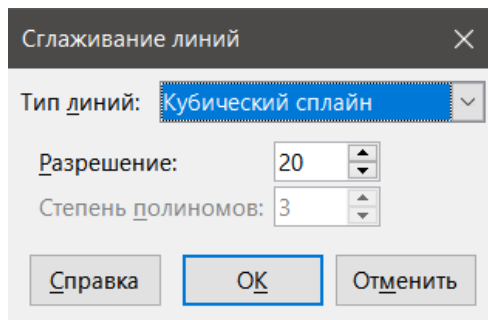 Сглаживание линий
Тип линий: Кубический сплайн
Разрешение: 20
Степень полиномов: 3
Справка OK Отменить